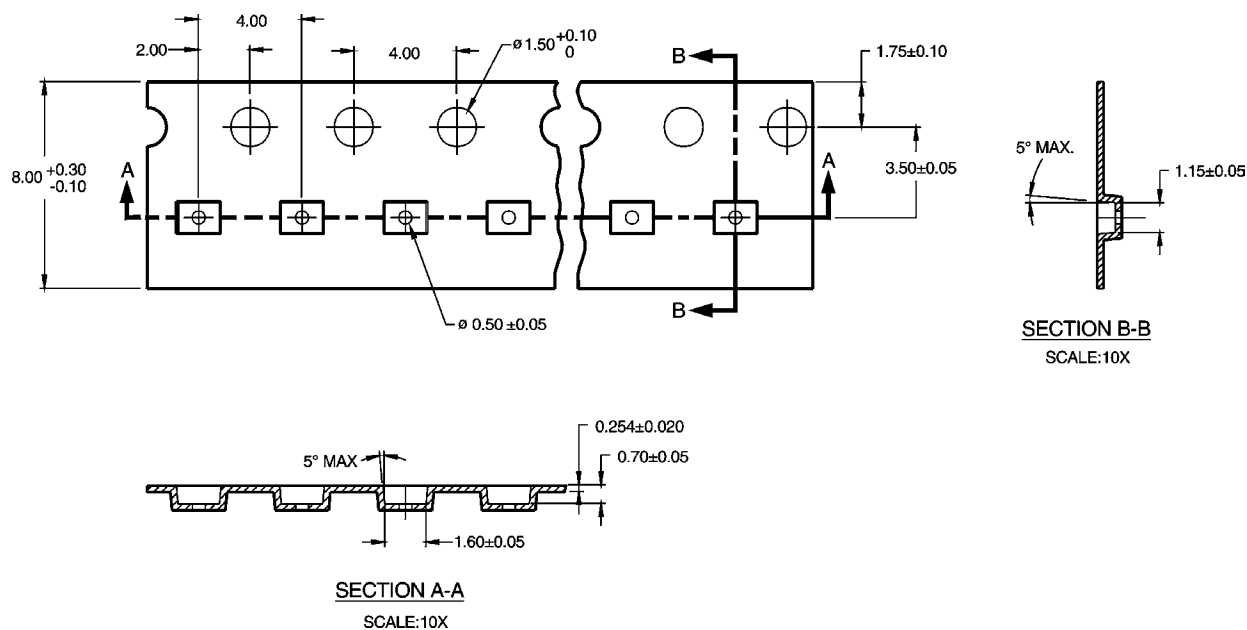 4.00
2.00
4.00
ø1.50 +0.10
0
B
1.75±0.10
8.00 +0.30
-0.10
A
A
3.50±0.05
5° MAX.
1.15±0.05
B
ø 0.50 ±0.05
SECTION B-B
SCALE:10X
0.254±0.020
5° MAX
0.70±0.05
1.60±0.05
SECTION A-A
SCALE:10X